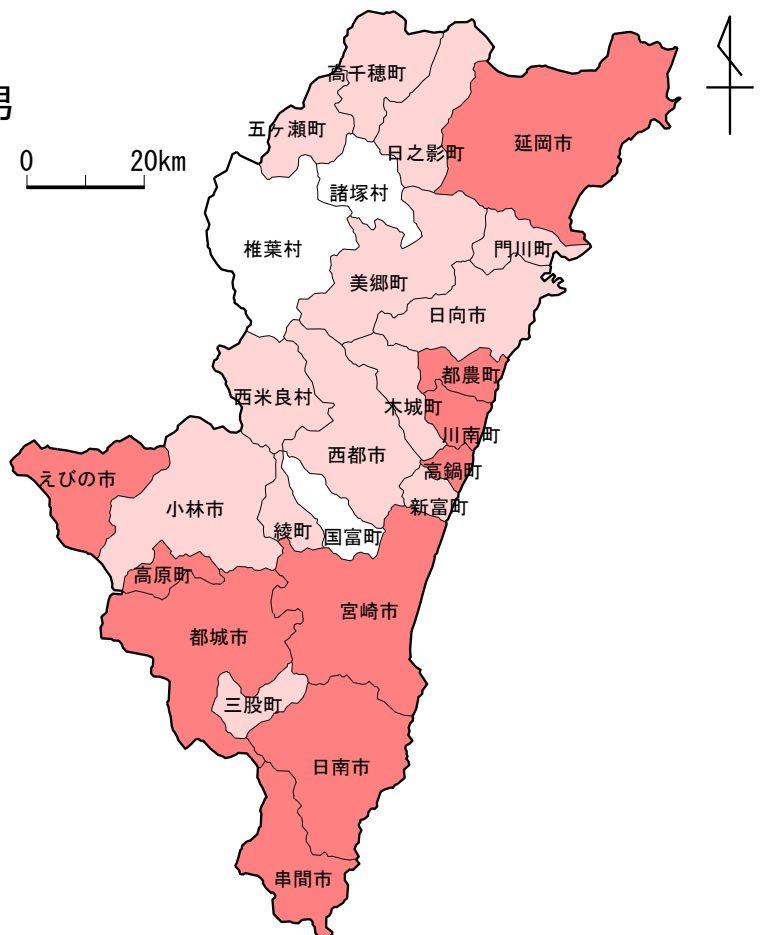 男
0 20km
高千穂町
五ヶ瀬町
日之影町
延岡市
諸塚村
椎葉村
門川町
美郷町
日向市
都農町
西米良村
木城町
川南町
西都市
高鍋町
えびの市
小林市
新富町
綾町
国富町
高原町
宮崎市
都城市
三股町
日南市
串間市